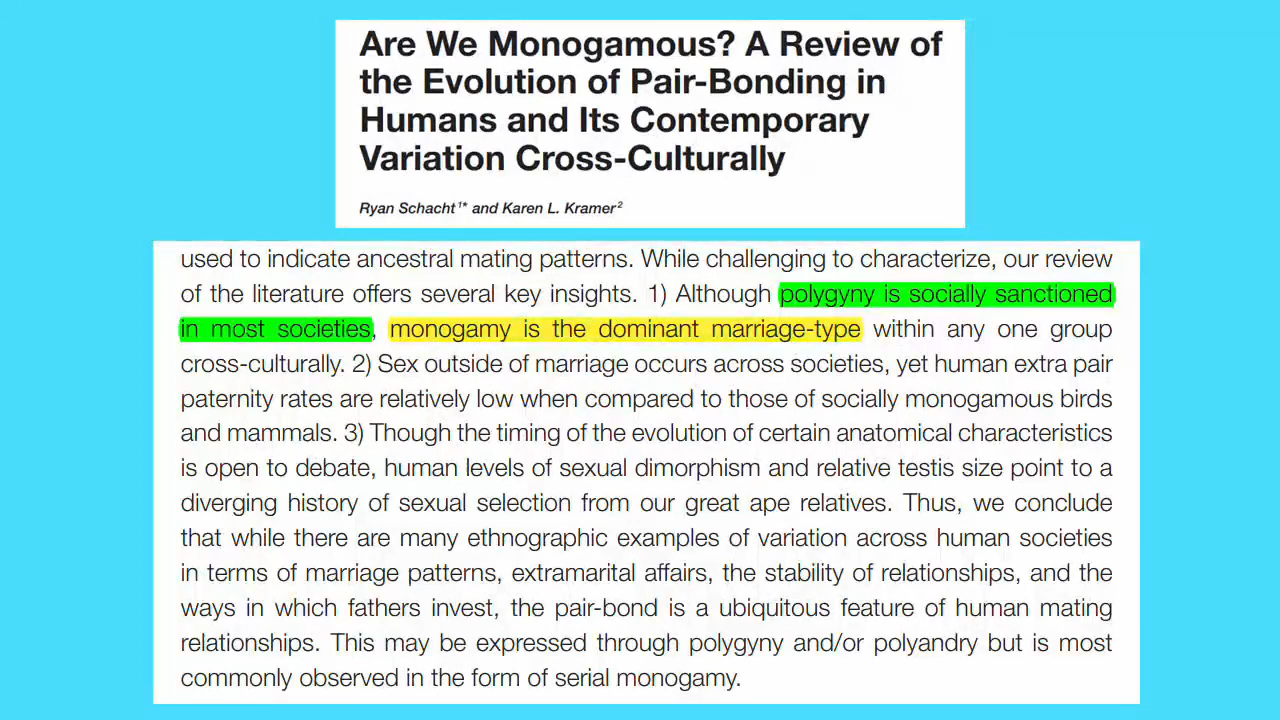 Are We Monogamous? A Review of
the Evolution of Pair-Bonding in
Humans and Its Contemporary
Variation Cross-Culturally
Ryan Schacht¹* and Karen L. Kramer²
used to indicate ancestral mating patterns. While challenging to characterize, our review
of the literature offers several key insights. 1) Although polygyny is socially sanctioned
in most societies, monogamy is the dominant marriage-type within any one group
cross-culturally. 2) Sex outside of marriage occurs across societies, yet human extra pair
paternity rates are relatively low when compared to those of socially monogamous birds
and mammals. 3) Though the timing of the evolution of certain anatomical characteristics
is open to debate, human levels of sexual dimorphism and relative testis size point to a
diverging history of sexual selection from our great ape relatives. Thus, we conclude
that while there are many ethnographic examples of variation across human societies
in terms of marriage patterns, extramarital affairs, the stability of relationships, and the
ways in which fathers invest, the pair-bond is a ubiquitous feature of human mating
relationships. This may be expressed through polygyny and/or polyandry but is most
commonly observed in the form of serial monogamy.